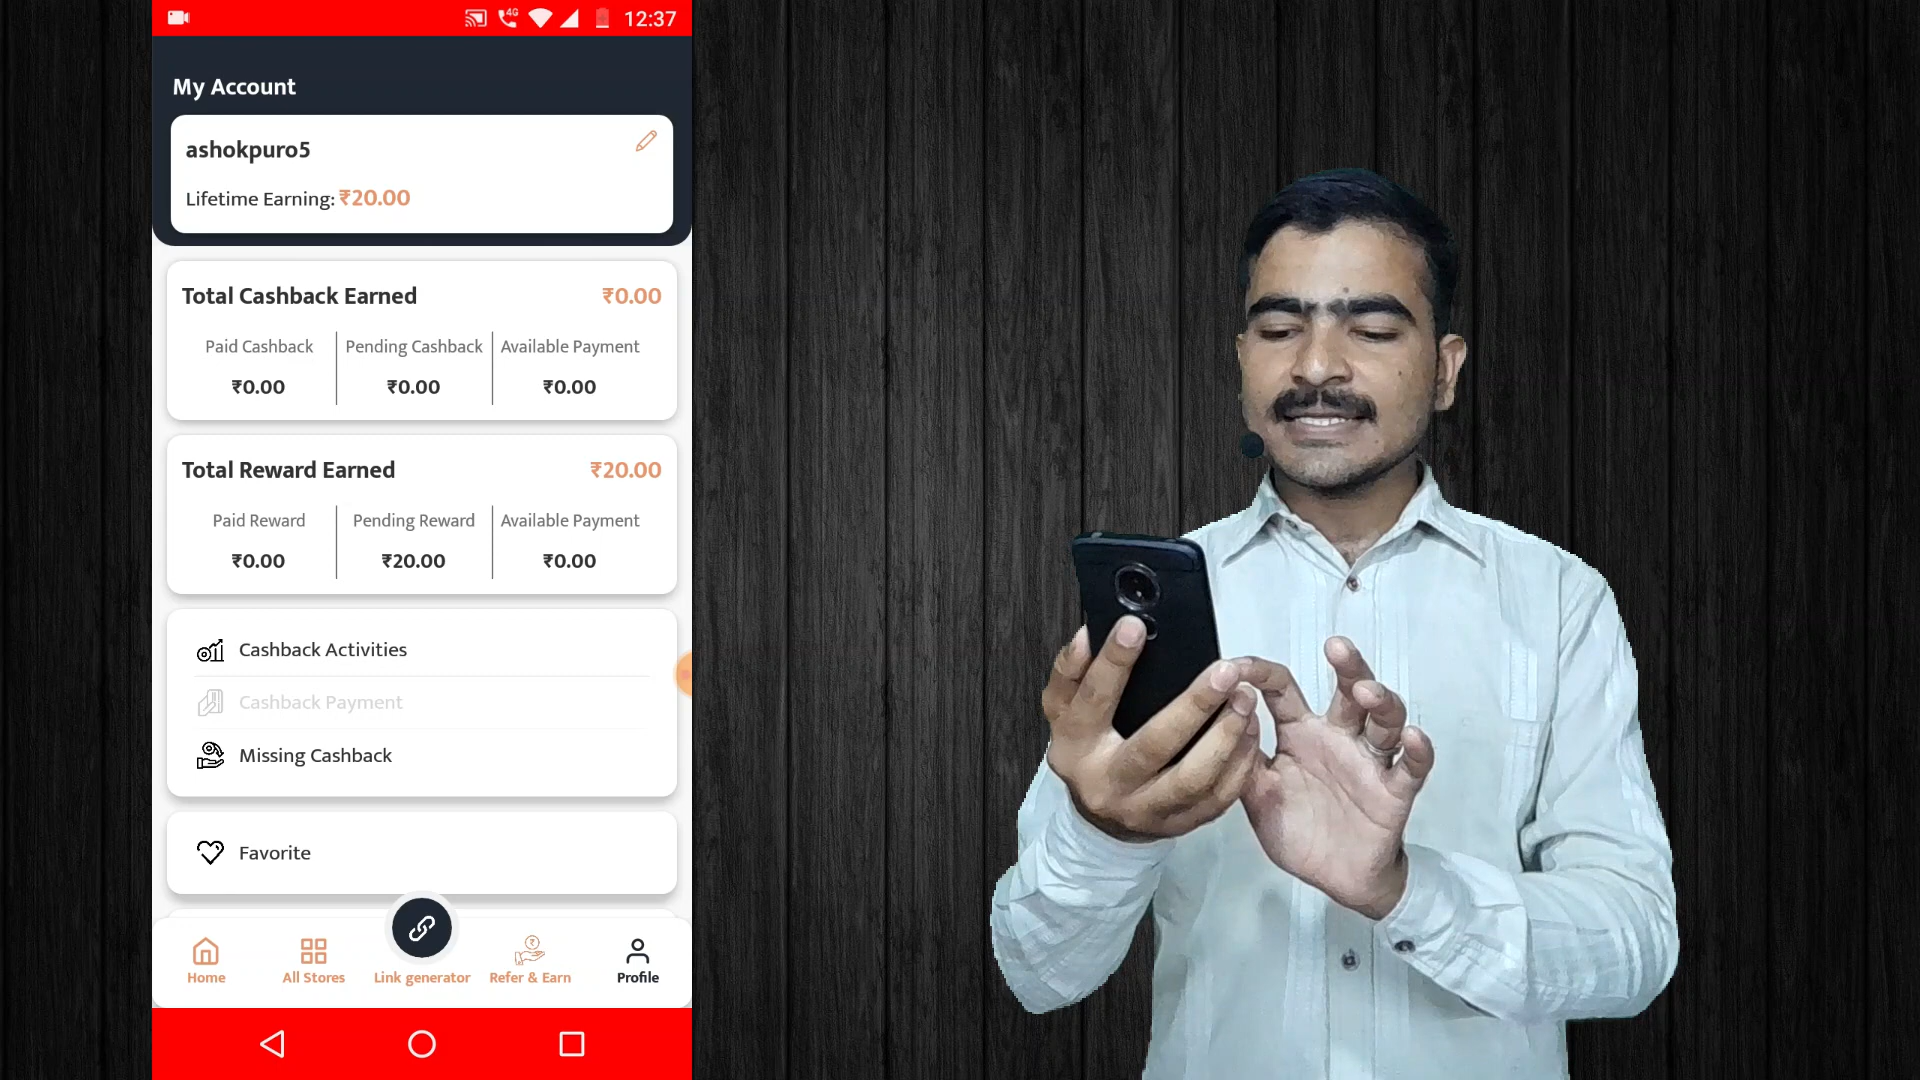 4G 12:37
My Account
ashokpuro5
Lifetime Earning: ₹20.00
Total Cashback Earned ₹0.00
Paid Cashback Pending Cashback Available Payment
₹0.00 ₹0.00 ₹0.00
Total Reward Earned ₹20.00
Paid Reward Pending Reward Available Payment
₹0.00 ₹20.00 ₹0.00
Cashback Activities
Cashback Payment
Missing Cashback
Favorite
Home All Stores Link generator Refer & Earn Profile